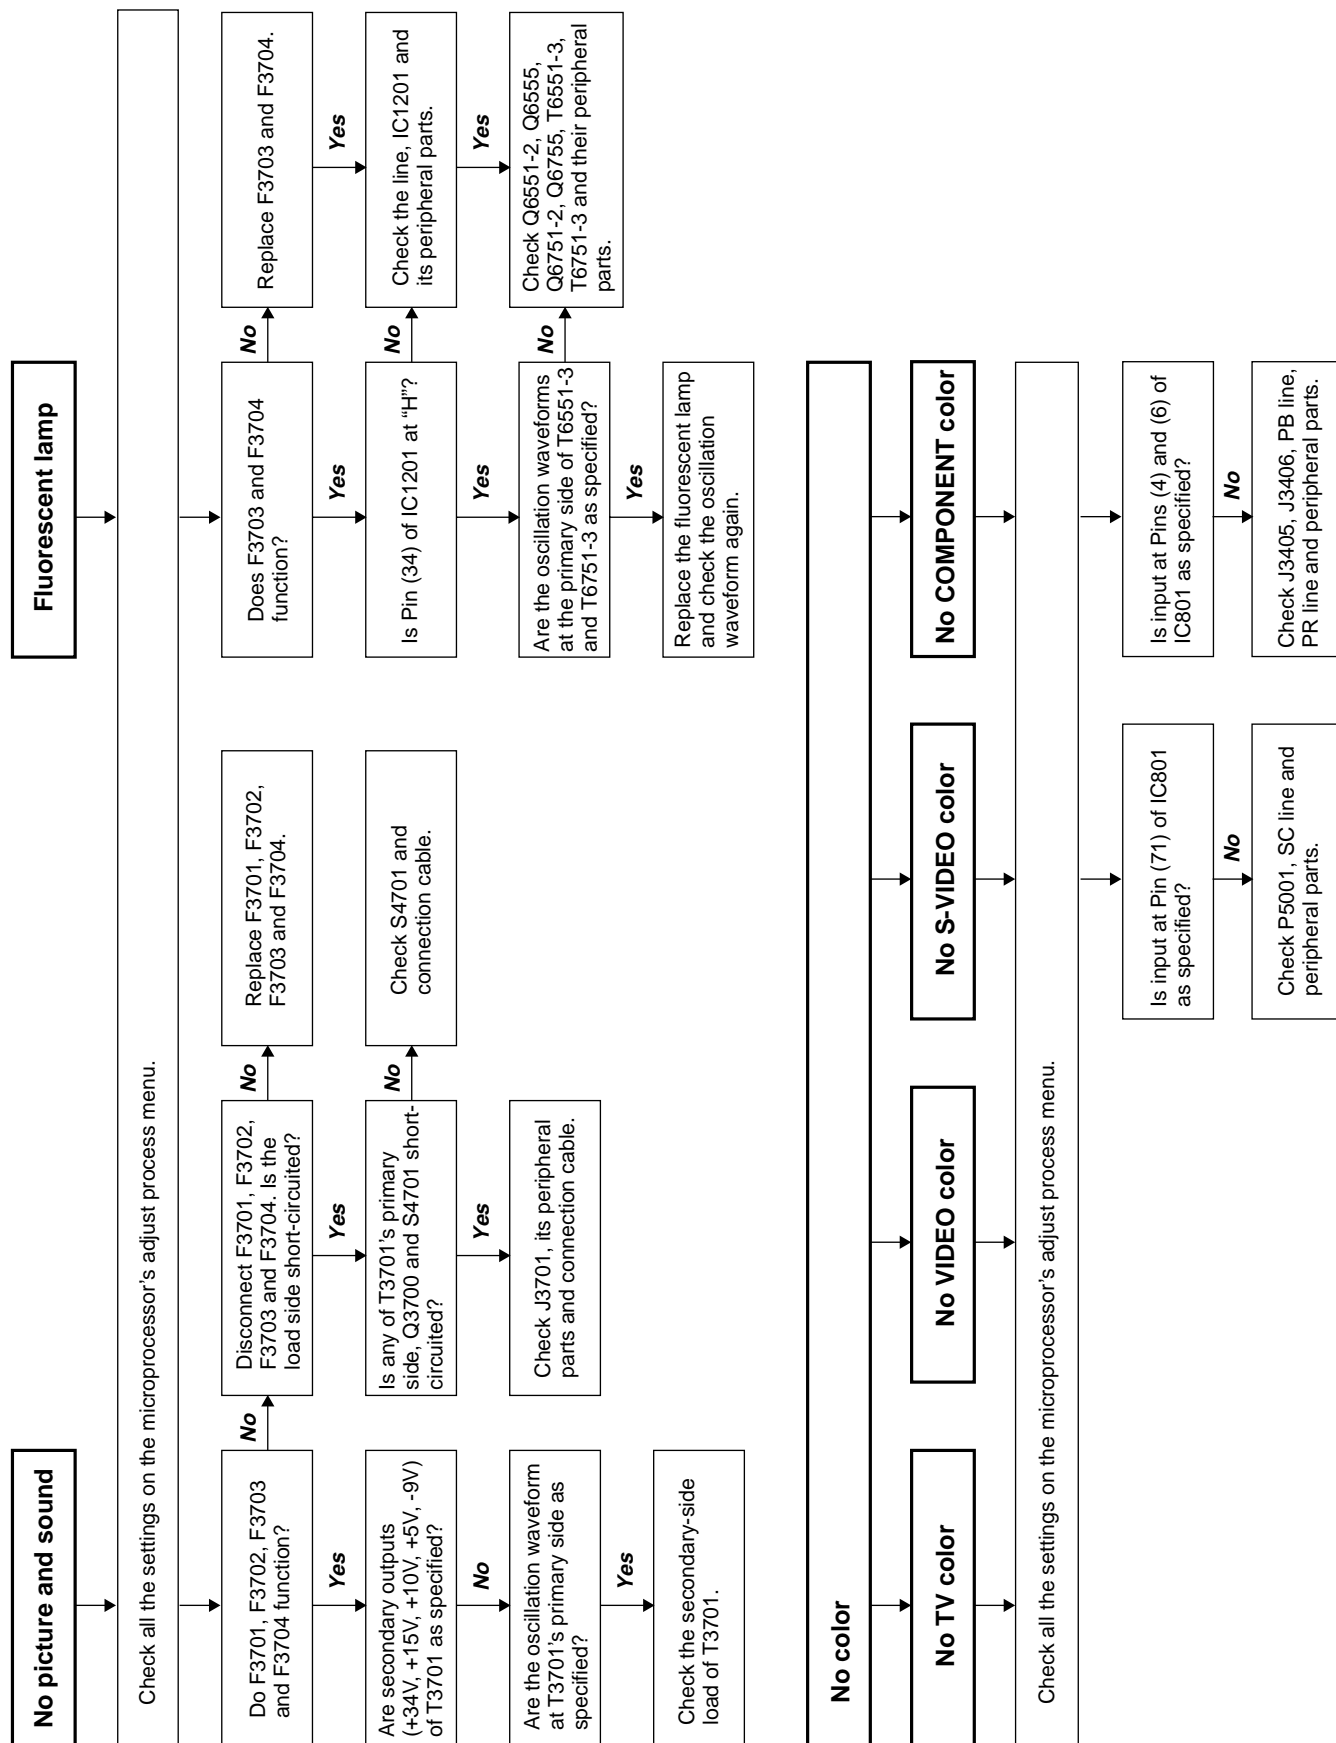 No picture and sound
Fluorescent lamp
Check all the settings on the microprocessor's adjust process menu.
Do F3701, F3702, F3703
and F3704 function?
No
Disconnect F3701, F3702,
F3703 and F3704. Is the
load side short-circuited?
No
Replace F3701, F3702,
F3703 and F3704.
Does F3703 and F3704
function?
No
Replace F3703 and F3704.
Yes
Yes
Yes
Yes
Are secondary outputs
(+34V, +15V, +10V, +5V, -9V)
of T3701 as specified?
Is any of T3701's primary
side, Q3700 and S4701 short-
circuited?
No
Check S4701 and
connection cable.
Is Pin (34) of IC1201 at “H”?
No
Check the line, IC1201 and
its peripheral parts.
No
Yes
Yes
Yes
Are the oscillation waveform
at T3701's primary side as
specified?
Check J3701, its peripheral
parts and connection cable.
Are the oscillation waveforms
at the primary side of T6551-3
and T6751-3 as specified?
No
Check Q6551-2, Q6555,
Q6751-2, Q6755, T6551-3,
T6751-3 and their peripheral
parts.
Yes
Yes
Check the secondary-side
load of T3701.
Replace the fluorescent lamp
and check the oscillation
waveform again.
No color
No TV color
No VIDEO color
No S-VIDEO color
No COMPONENT color
Check all the settings on the microprocessor's adjust process menu.
Is input at Pin (71) of IC801
as specified?
Is input at Pins (4) and (6) of
IC801 as specified?
No
No
Check P5001, SC line and
peripheral parts.
Check J3405, J3406, PB line,
PR line and peripheral parts.